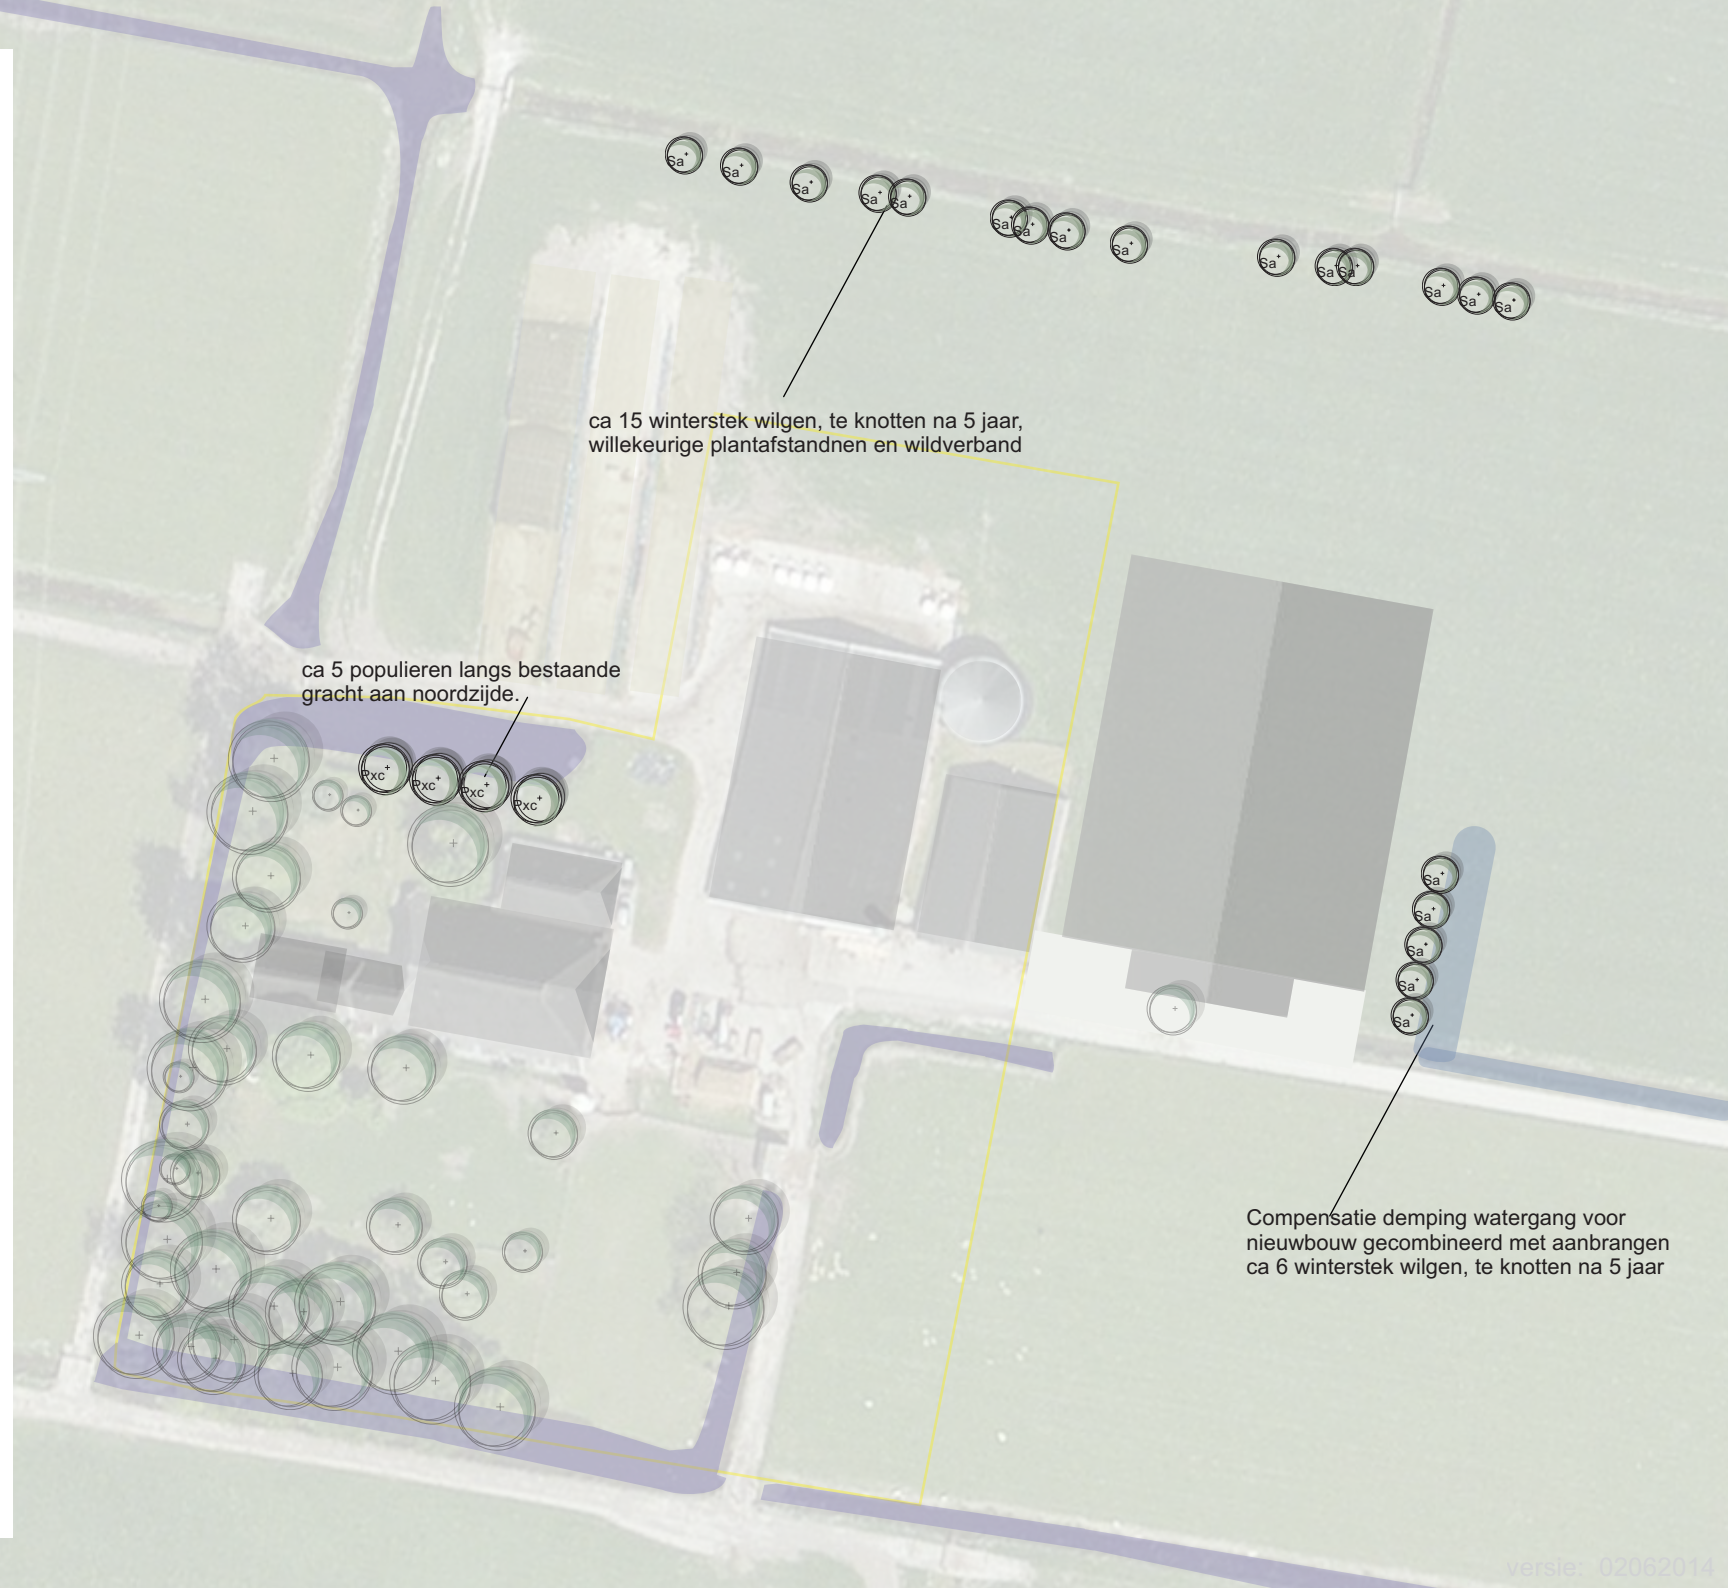 Sa Sa Sa Sa Sa Sa Sa Sa Sa Sa Sa Sa Sa Sa Sa
ca 15 winterstek wilgen, te knotten na 5 jaar,
willekeurige plantafstandnen en wildverband
ca 5 populieren langs bestaande
gracht aan noordzijde.
Pxc Pxc Pxc Pxc
Sa
Sa
Sa
Sa
Sa
Compensatie demping watergang voor
nieuwbouw gecombineerd met aanbrangen
ca 6 winterstek wilgen, te knotten na 5 jaar
versie: 02062014